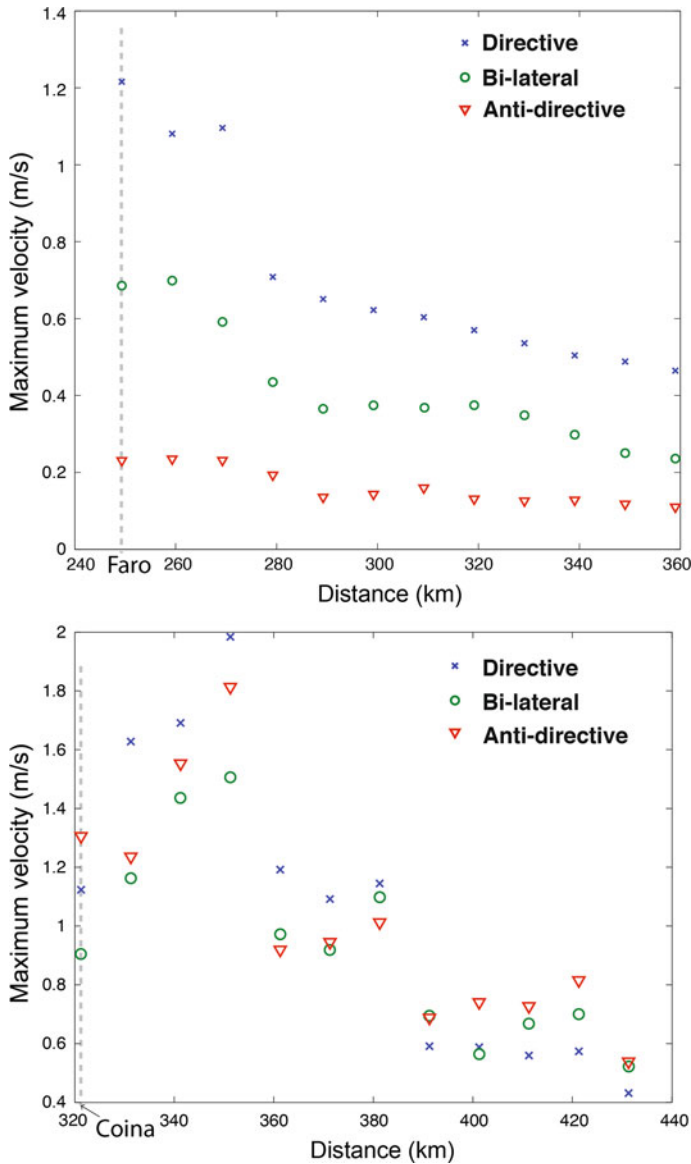 1.4
1.2
1
0.8
0.6
0.4
0.2
0
Maximum velocity (m/s)
Directive
Bi-lateral
Anti-directive
240 260 280 300 320 340 360
Faro
Distance (km)
2
1.8
1.6
1.4
1.2
1
0.8
0.6
0.4
Maximum velocity (m/s)
Directive
Bi-lateral
Anti-directive
320 340 360 380 400 420 440
Coina
Distance (km)